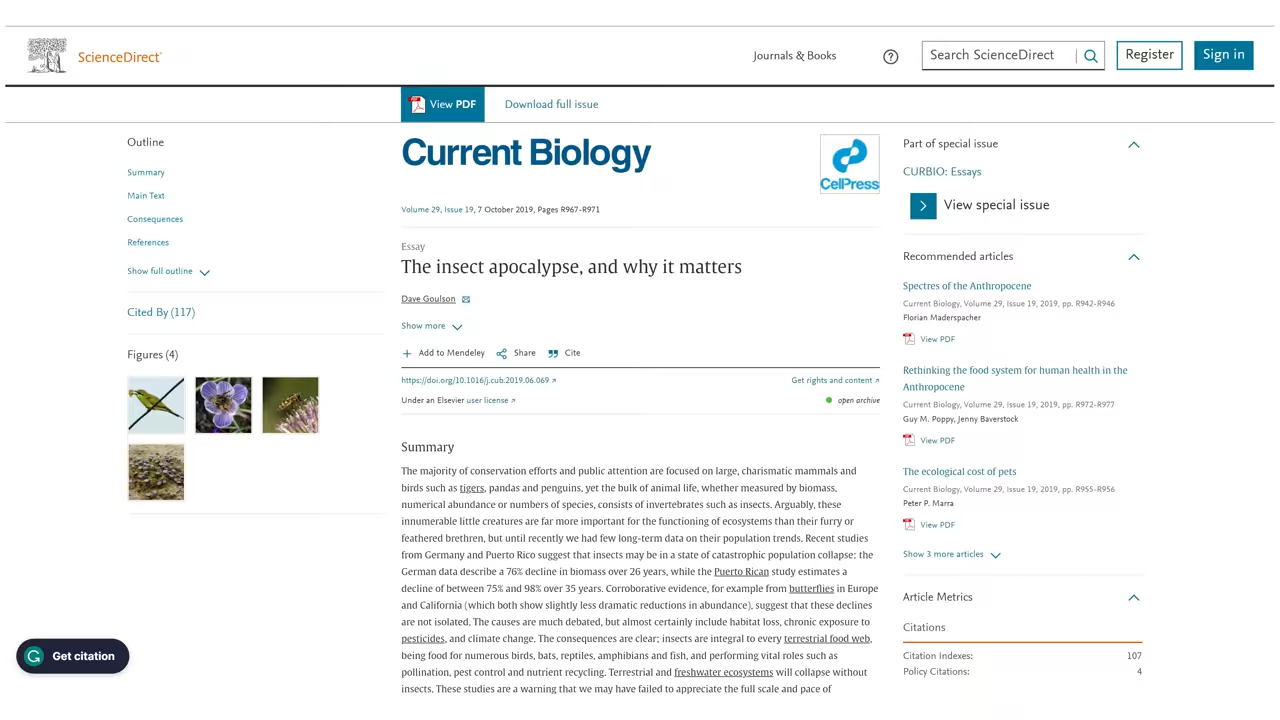 ScienceDirect
Journals & Books
?
Search ScienceDirect
Register
Sign in
View PDF
Download full issue
Outline
Summary
Main Text
Consequences
References
Show full outline
Cited By (117)
Figures (4)
Get citation
Current Biology
CelPress
Volume 29, Issue 19, 7 October 2019, Pages R967-R971
Essay
The insect apocalypse, and why it matters
Dave Goulson
Show more
Add to Mendeley Share Cite
https://doi.org/10.1016/j.cub.2019.06.069 ↗
Get rights and content ↗
Under an Elsevier user license ↗
open archive
Summary
The majority of conservation efforts and public attention are focused on large, charismatic mammals and
birds such as tigers, pandas and penguins, yet the bulk of animal life, whether measured by biomass,
numerical abundance or numbers of species, consists of invertebrates such as insects. Arguably, these
innumerable little creatures are far more important for the functioning of ecosystems than their furry or
feathered brethren, but until recently we had few long-term data on their population trends. Recent studies
from Germany and Puerto Rico suggest that insects may be in a state of catastrophic population collapse: the
German data describe a 76% decline in biomass over 26 years, while the Puerto Rican study estimates a
decline of between 75% and 98% over 35 years. Corroborative evidence, for example from butterflies in Europe
and California (which both show slightly less dramatic reductions in abundance), suggest that these declines
are not isolated. The causes are much debated, but almost certainly include habitat loss, chronic exposure to
pesticides, and climate change. The consequences are clear; insects are integral to every terrestrial food web,
being food for numerous birds, bats, reptiles, amphibians and fish, and performing vital roles such as
pollination, pest control and nutrient recycling. Terrestrial and freshwater ecosystems will collapse without
insects. These studies are a warning that we may have failed to appreciate the full scale and pace of
Part of special issue
CURBIO: Essays
View special issue
Recommended articles
Spectres of the Anthropocene
Current Biology, Volume 29, Issue 19, 2019, pp. R942-R946
Florian Maderspacher
View PDF
Rethinking the food system for human health in the
Anthropocene
Current Biology, Volume 29, Issue 19, 2019, pp. R972-R977
Guy M. Poppy, Jenny Baverstock
View PDF
The ecological cost of pets
Current Biology, Volume 29, Issue 19, 2019, pp. R955-R956
Peter P. Marra
View PDF
Show 3 more articles
Article Metrics
Citations
Citation Indexes: 107
Policy Citations: 4